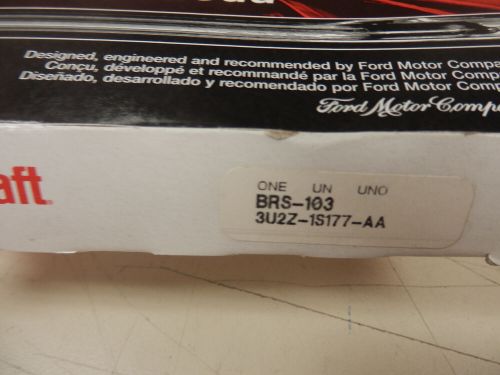 Designed, engineered and recommended by Ford Motor Compa
Conçu, développé et recommandé par la Ford Motor Comp
Diseñado, desarrollado y recomendado por Ford Motor Com
Ford Motor Compa
aft.
ONE UN UNO
BRS-103
3U2Z-1S177-AA